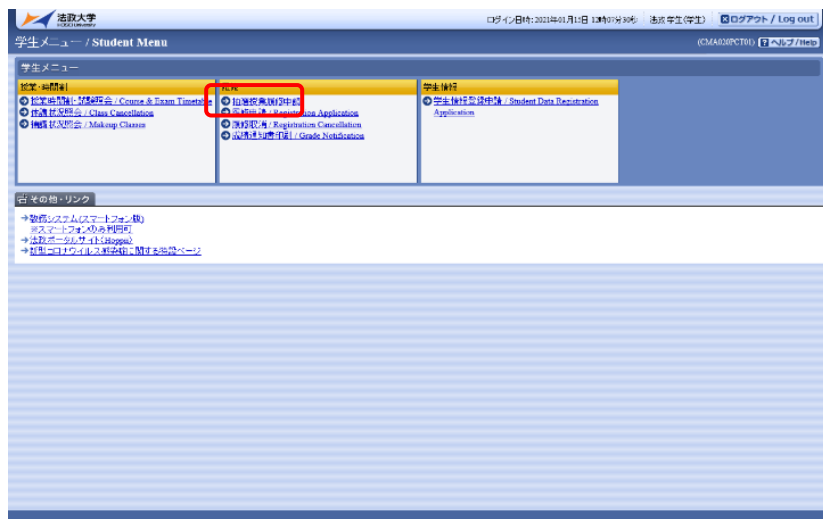 法政大学
HOSEI University
ログイン日時:2021年01月15日 13時07分30秒 法政 学生(学生) ログアウト / Log out
学生メニュー / Student Menu
(CMA020PCT01) ヘルプ/Help
学生メニュー
授業・時間割
授業時間割・試験照会 / Course & Exam Timetable
休講状況照会 / Class Cancellation
補講状況照会 / Makeup Classes
抽選授業履修申請
履修申請 / Registration Application
履修取消 / Registration Cancellation
成績通知書印刷 / Grade Notification
学生情報
学生情報登録申請 / Student Data Registration
Application
その他・リンク
→教務システム(スマートフォン版)
※スマートフォンのみ利用可
→法政ポータルサイト(Hoppii)
→新型コロナウイルス感染症に関する特設ページ